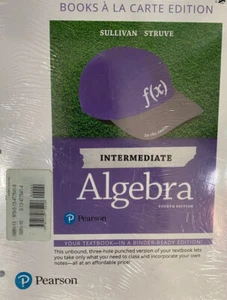 BOOKS À LA CARTE EDITION
SULLIVAN STRUVE
f(x)
INTERMEDIATE
Algebra
FOURTH EDITION
Pearson
YOUR TEXTBOOK—IN A BINDER-READY EDITION!
This unbound, three-hole punched version of your textbook lets you
take only what you need to class and incorporate your own
notes—all at an affordable price!
Pearson